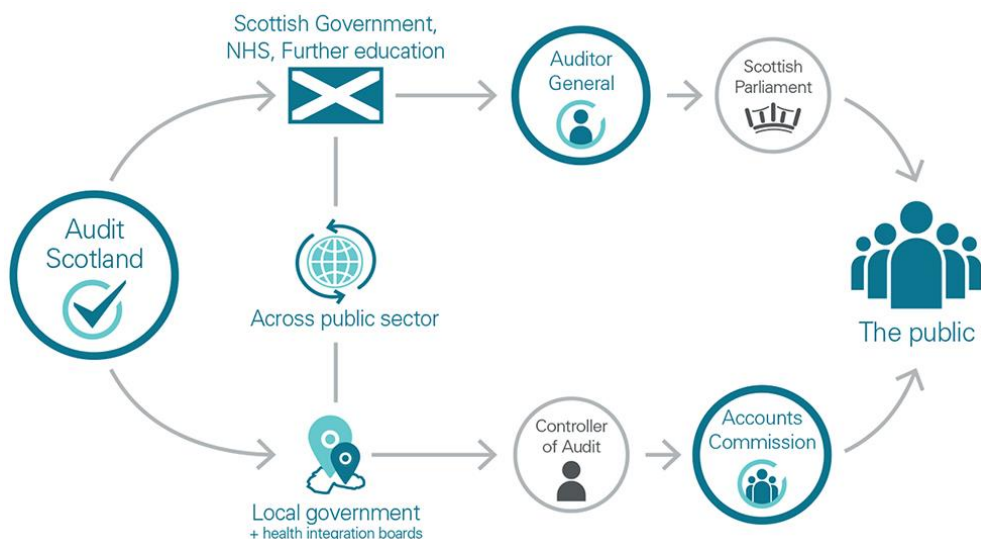 Scottish Government,
NHS, Further education
Auditor
General
Scottish
Parliament
Audit
Scotland
Across public sector
The public
Controller
of Audit
Accounts
Commission
Local government
+ health integration boards